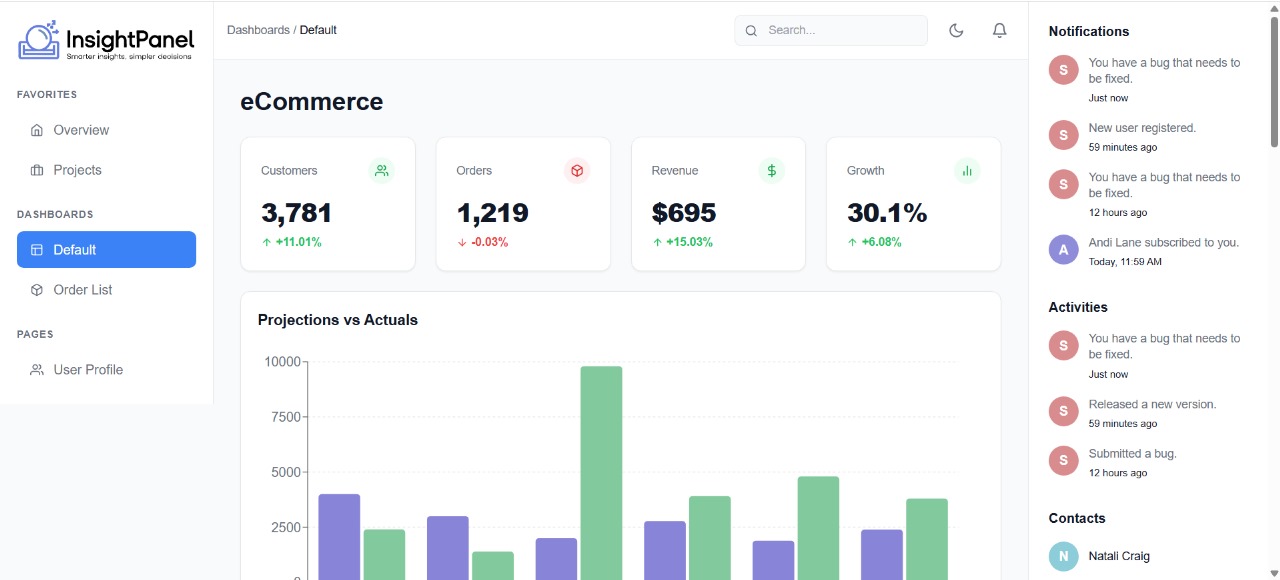 InsightPanel
Smarter insights, simpler decisions
FAVORITES
Overview
Projects
DASHBOARDS
Default
Order List
PAGES
User Profile
Dashboards / Default
Search...
eCommerce
Customers
3,781
+11.01%
Orders
1,219
-0.03%
Revenue
$695
+15.03%
Growth
30.1%
+6.08%
Projections vs Actuals
10000
7500
5000
2500
0
Notifications
S
You have a bug that needs to
be fixed.
Just now
S
New user registered.
59 minutes ago
S
You have a bug that needs to
be fixed.
12 hours ago
A
Andi Lane subscribed to you.
Today, 11:59 AM
Activities
S
You have a bug that needs to
be fixed.
Just now
S
Released a new version.
59 minutes ago
S
Submitted a bug.
12 hours ago
Contacts
N
Natali Craig